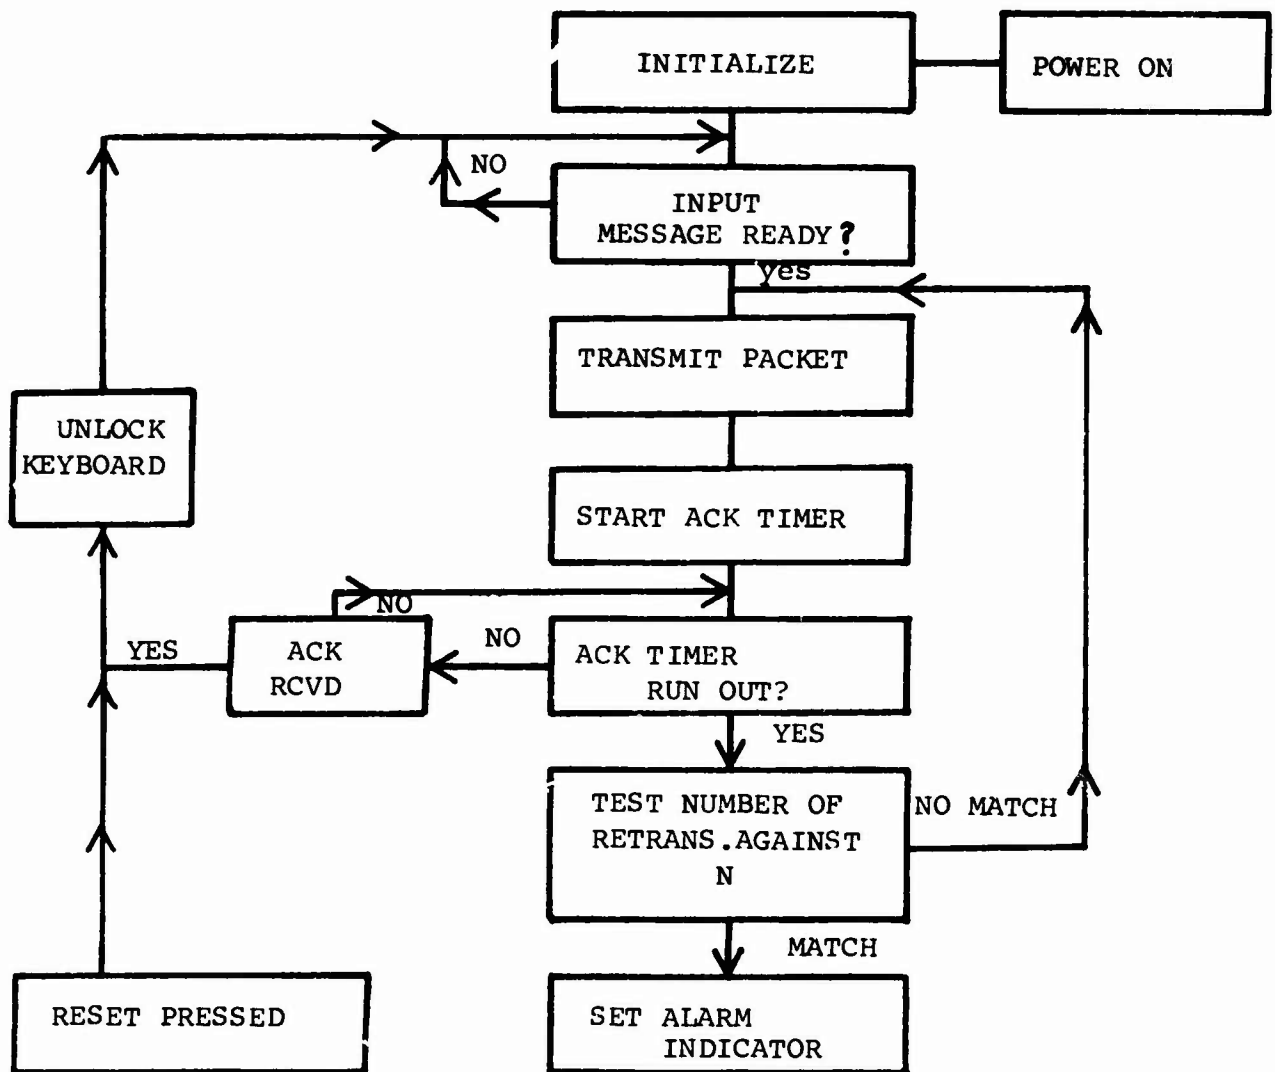 INITIALIZE
POWER ON
NO
INPUT
MESSAGE READY?
yes
TRANSMIT PACKET
UNLOCK
KEYBOARD
START ACK TIMER
NO
YES
ACK
RCVD
NO
ACK TIMER
RUN OUT?
YES
TEST NUMBER OF
RETRANS.AGAINST
N
NO MATCH
MATCH
RESET PRESSED
SET ALARM
INDICATOR